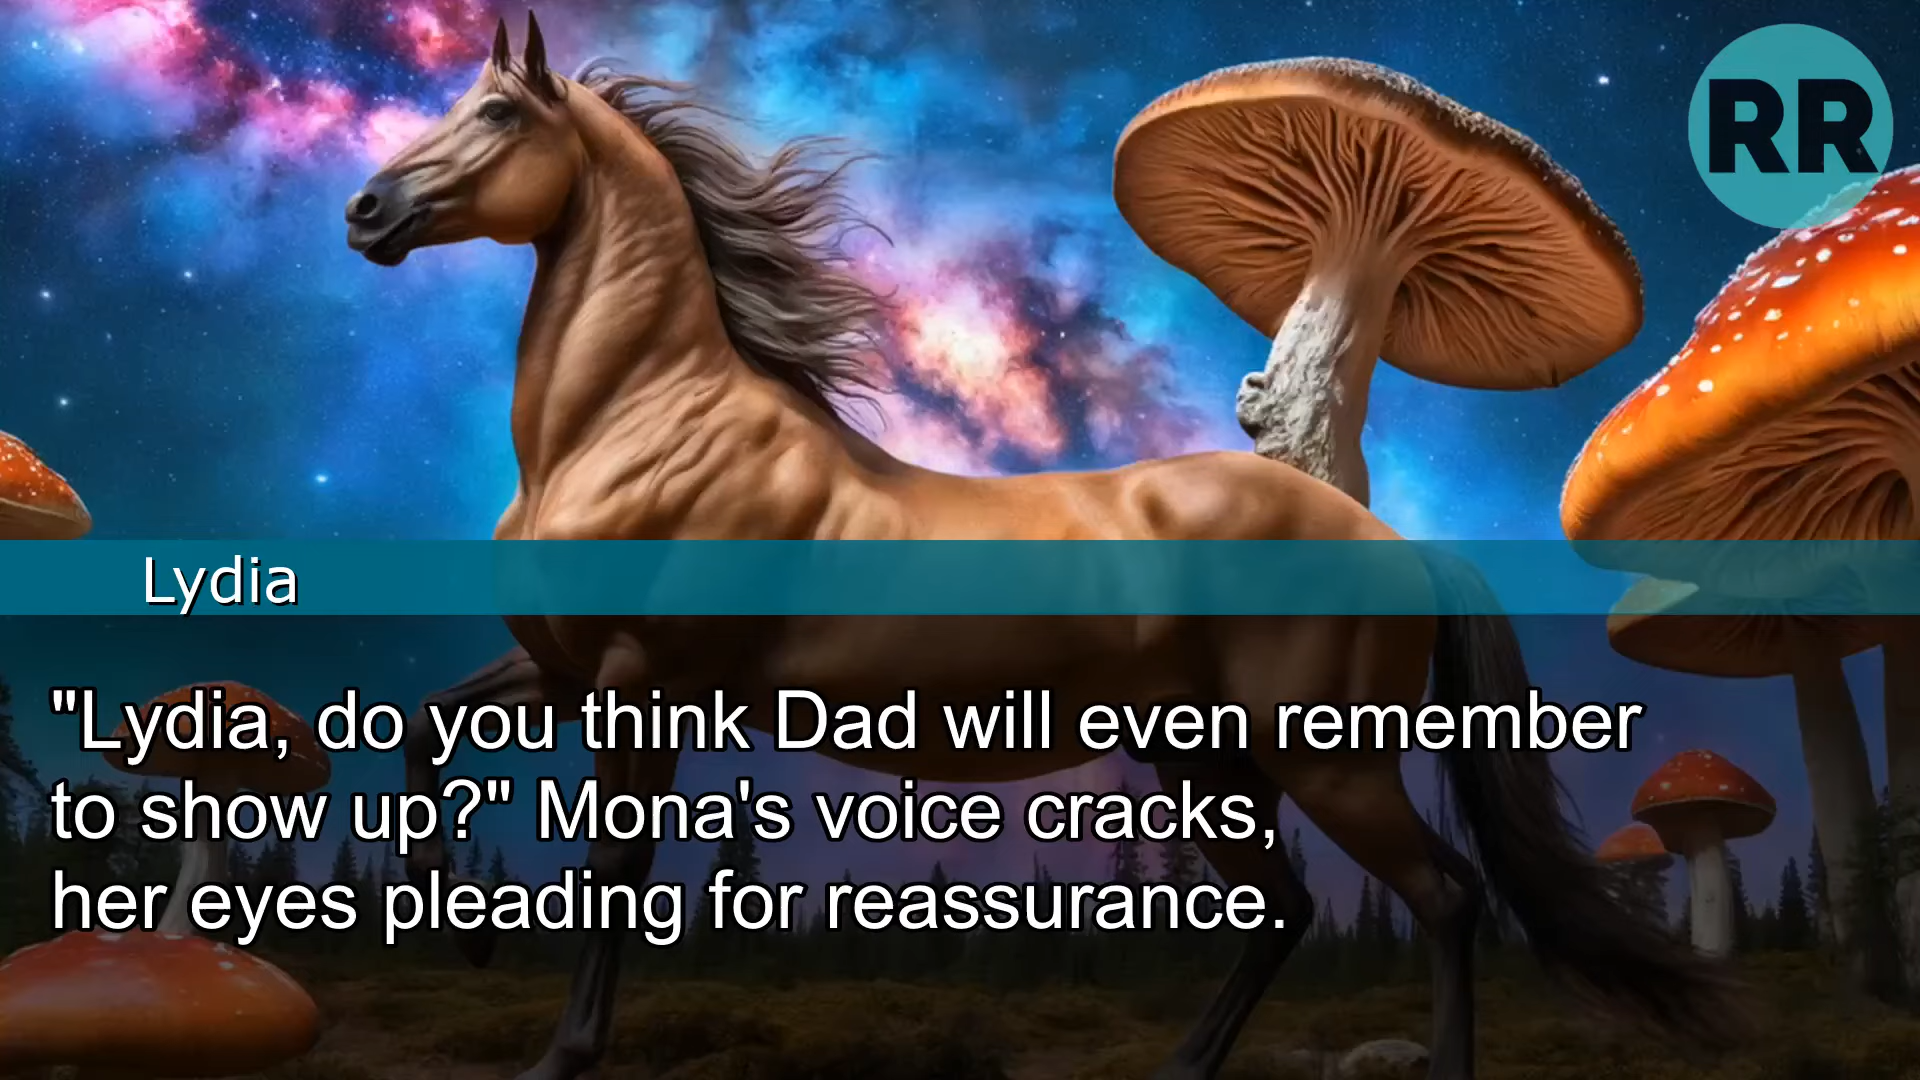 RR
Lydia
"Lydia, do you think Dad will even remember
to show up?" Mona's voice cracks,
her eyes pleading for reassurance.